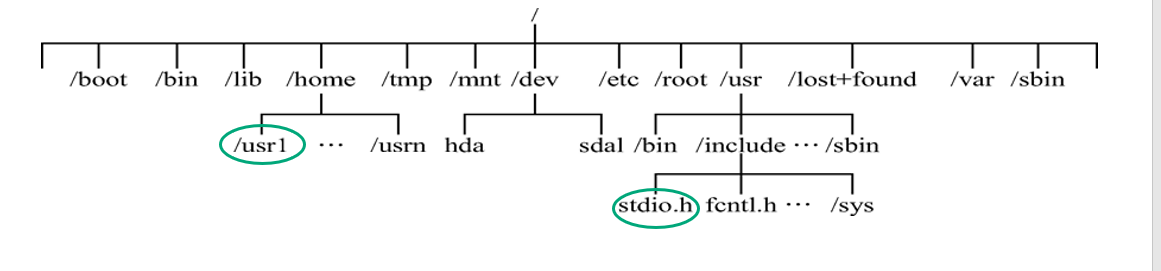 /
/boot /bin /lib /home /tmp /mnt /dev /etc /root /usr /lost+found /var /sbin
/usr1 ··· /usrn hda sdal /bin /include ··· /sbin
stdio.h fcntl.h ··· /sys